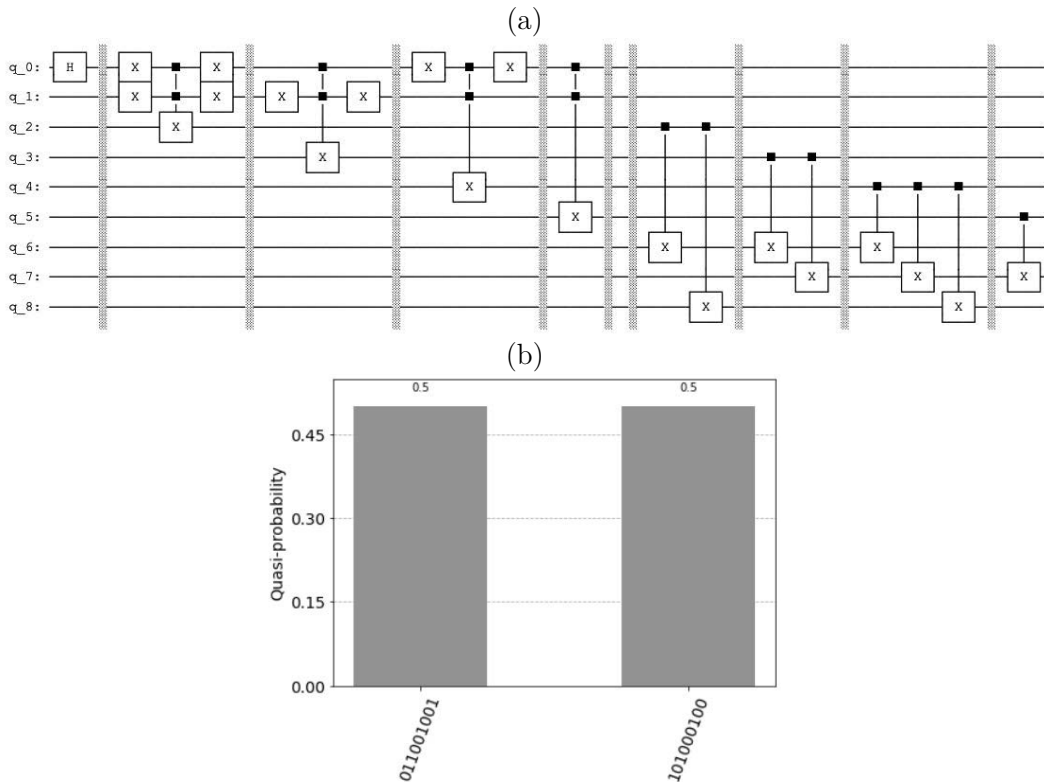 (a)
q_0: H X X X X
q_1: X X X X
q_2: X
q_3: X
q_4: X
q_5: X
q_6: X X X
q_7: X X X
q_8: X X
(b)
0.5 0.5
0.45
0.30
0.15
0.00
Quasi-probability
011001001
101000100